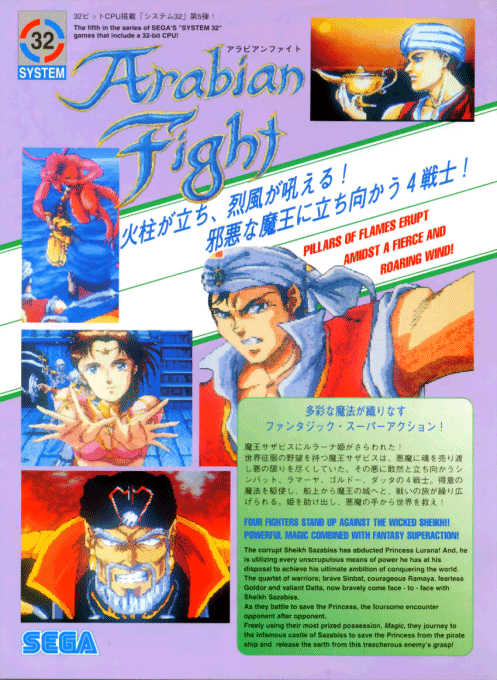 32ビットCPU搭載「システム32」第5弾！
The fifth in the series of SEGA'S "SYSTEM 32"
games that include a 32-bit CPU!
32
SYSTEM
アラビアンファイト
Arabian
Fight
火柱が立ち、烈風が吼える！
邪悪な魔王に立ち向かう4戦士！
PILLARS OF FLAMES ERUPT
AMIDST A FIERCE AND
ROARING WIND!
多彩な魔法が織りなす
ファンタジック・スーパーアクション！
魔王サザビスにルラーナ姫がさらわれた！
世界征服の野望を持つ魔王サザビスは、悪魔に魂を売り渡
し悪の限りを尽くしていた。その悪に敢然と立ち向かうシ
ンバット、ラマーヤ、ゴルドー、ダッタの4戦士。得意の
魔法を駆使し、船上から魔王の城へと、戦いの旅が繰り広
げられる。姫を助け出し、悪魔の手から世界を救え！
FOUR FIGHTERS STAND UP AGAINST THE WICKED SHEIKH!!
POWERFUL MAGIC COMBINED WITH FANTASY SUPERACTION!
The corrupt Sheikh Sazabiss has abducted Princess Lurana! And, he
is utilizing every unscrupulous means of power he has at his
disposal to achieve his ultimate ambition of conquering the world.
The quartet of warriors; brave Sinbat, courageous Ramaya, fearless
Goldor and valiant Datta, now bravely come face - to - face with
Sheikh Sazabiss.
As they battle to save the Princess, the foursome encounter
opponent after opponent.
Freely using their most prized possession, Magic, they journey to
the infamous castle of Sazabiss to save the Princess from the pirate
ship and release the earth from this treacherous enemy's grasp!
SEGA